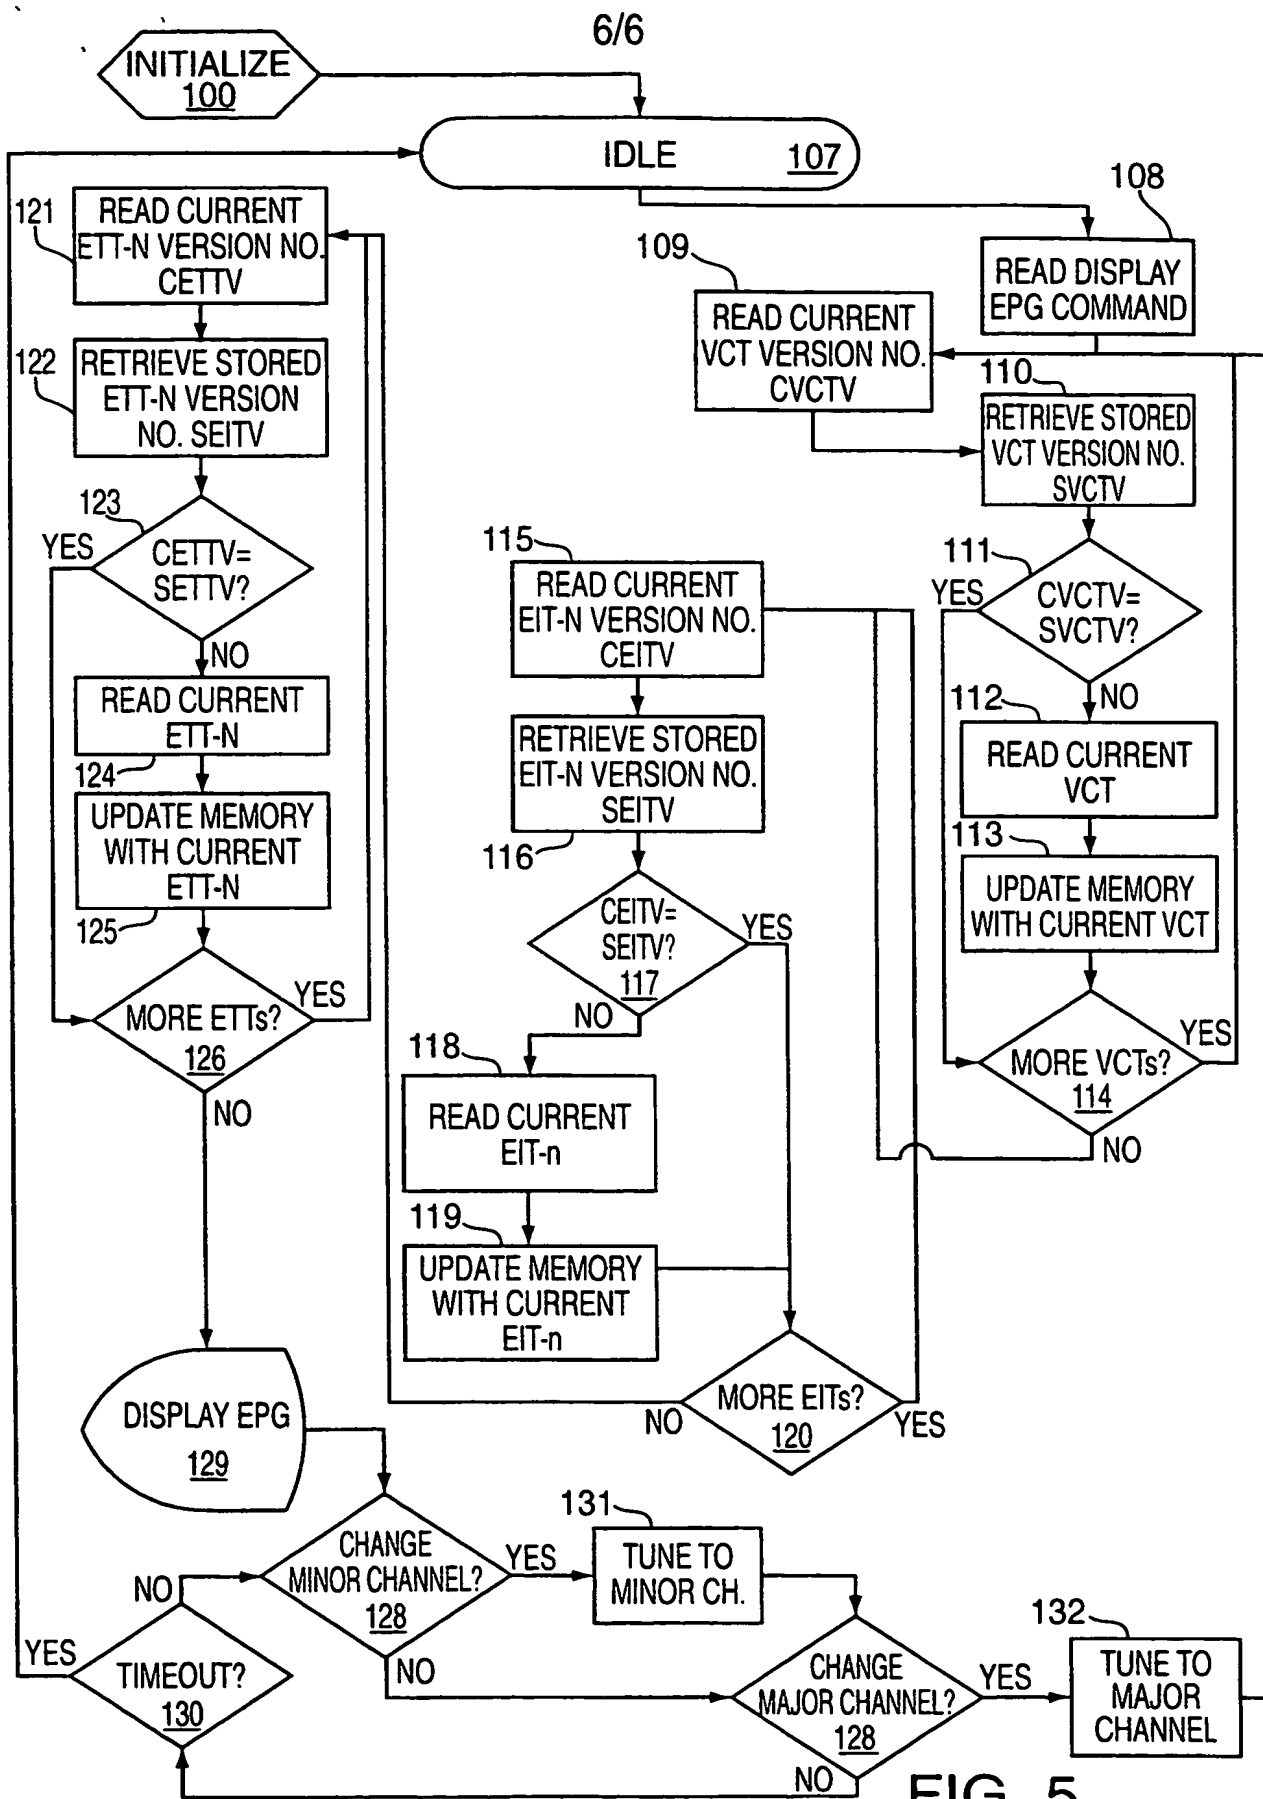 6/6
INITIALIZE
100
IDLE 107
108
READ DISPLAY
EPG COMMAND
109
READ CURRENT
VCT VERSION NO.
CVCTV
110
RETRIEVE STORED
VCT VERSION NO.
SVCTV
111
CVCTV=
SVCTV?
YES
NO
112
READ CURRENT
VCT
113
UPDATE MEMORY
WITH CURRENT VCT
MORE VCTs?
114
YES
NO
115
READ CURRENT
EIT-N VERSION NO.
CEITV
RETRIEVE STORED
EIT-N VERSION NO.
SEITV
116
CEITV=
SEITV?
117
YES
NO
118
READ CURRENT
EIT-n
119
UPDATE MEMORY
WITH CURRENT
EIT-n
MORE EITs?
120
NO
YES
121
READ CURRENT
ETT-N VERSION NO.
CETTV
122
RETRIEVE STORED
ETT-N VERSION
NO. SEITV
123
YES
CETTV=
SETTV?
NO
READ CURRENT
ETT-N
124
UPDATE MEMORY
WITH CURRENT
ETT-N
125
MORE ETTs?
126
YES
NO
DISPLAY EPG
129
CHANGE
MINOR CHANNEL?
128
YES
NO
131
TUNE TO
MINOR CH.
CHANGE
MAJOR CHANNEL?
128
YES
NO
132
TUNE TO
MAJOR
CHANNEL
TIMEOUT?
130
NO
YES
FIG. 5